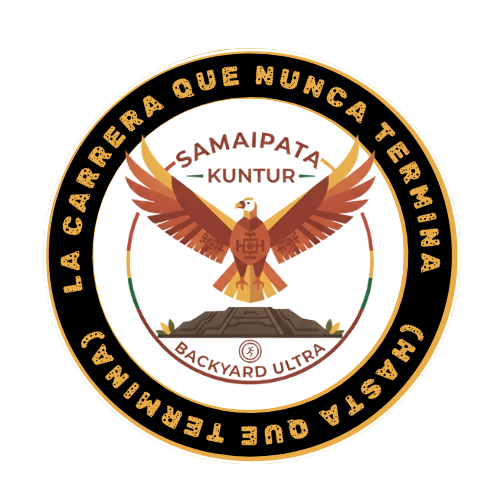 LA CARRERA QUE NUNCA TERMINA
(HASTA QUE TERMINA)
SAMAIPATA
KUNTUR
BACKYARD ULTRA